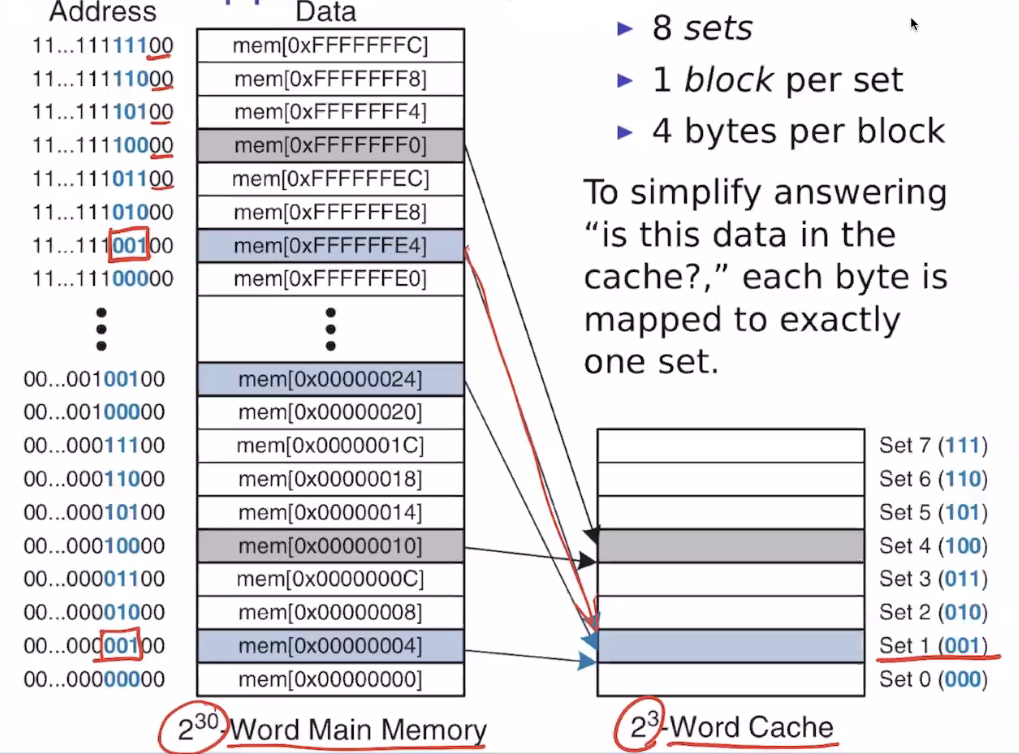 Address Data
11...11111100 mem[0xFFFFFFFC]
11...11111000 mem[0xFFFFFFF8]
11...11110100 mem[0xFFFFFFF4]
11...11110000 mem[0xFFFFFFF0]
11...11101100 mem[0xFFFFFFEC]
11...11101000 mem[0xFFFFFFE8]
11...11100100 mem[0xFFFFFFE4]
11...11100000 mem[0xFFFFFFE0]
00...00100100 mem[0x00000024]
00...00100000 mem[0x00000020]
00...00011100 mem[0x0000001C]
00...00011000 mem[0x00000018]
00...00010100 mem[0x00000014]
00...00010000 mem[0x00000010]
00...00001100 mem[0x0000000C]
00...00001000 mem[0x00000008]
00...00000100 mem[0x00000004]
00...00000000 mem[0x00000000]
2³⁰-Word Main Memory
8 sets
1 block per set
4 bytes per block
To simplify answering
“is this data in the
cache?,” each byte is
mapped to exactly
one set.
Set 7 (111)
Set 6 (110)
Set 5 (101)
Set 4 (100)
Set 3 (011)
Set 2 (010)
Set 1 (001)
Set 0 (000)
2³-Word Cache